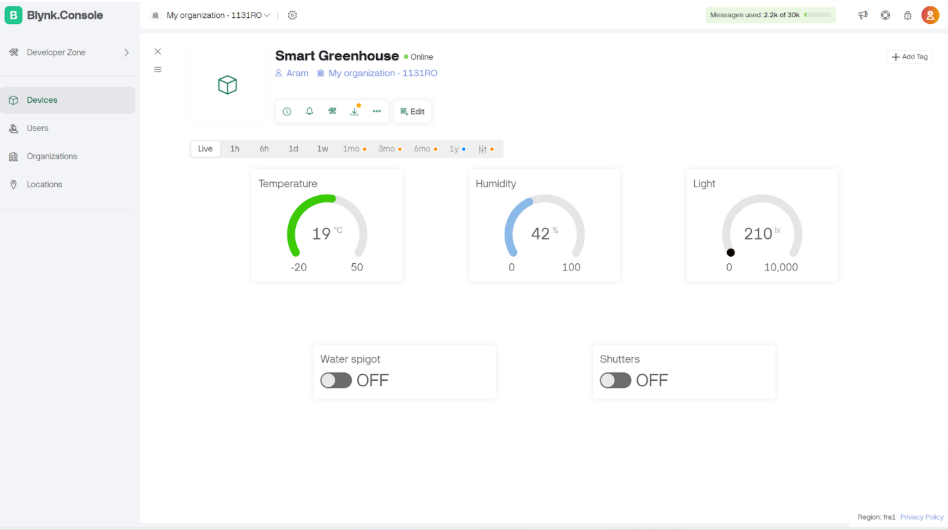 B Blynk.Console
My organization - 1131RO
Messages used: 2.2k of 30k
Developer Zone
Devices
Users
Organizations
Locations
Smart Greenhouse Online
Aram My organization - 1131RO
Add Tag
Edit
Live 1h 6h 1d 1w 1mo 3mo 6mo 1y
Temperature
19 °C
-20 50
Humidity
42 %
0 100
Light
210 lx
0 10,000
Water spigot
OFF
Shutters
OFF
Region: fra1 Privacy Policy